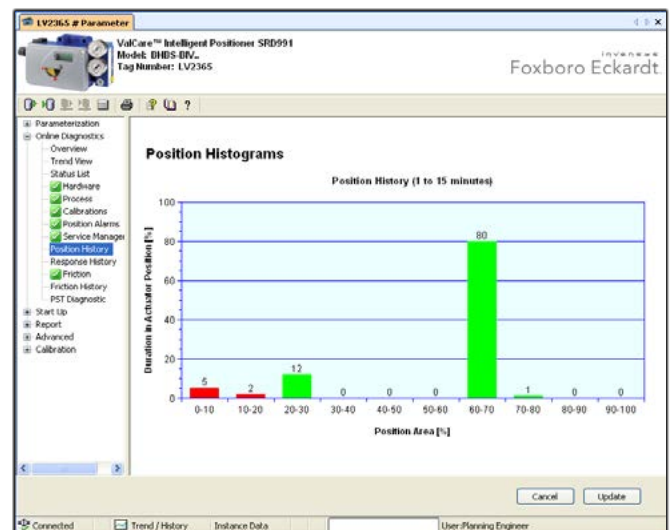 LV2365 # Parameter
ValCare™ Intelligent Positioner SRD991
Model: BHDS-BIV_
Tag Number: LV2365
invensys
Foxboro Eckardt
Parameterization
Online Diagnostics
Overview
Trend View
Status List
Hardware
Process
Calibrations
Position Alarms
Service Manager
Position History
Response History
Friction
Friction History
PST Diagnostic
Start Up
Report
Advanced
Calibration
Position Histograms
Position History (1 to 15 minutes)
Duration in Actuator Position [%]
100
80
60
40
20
0
5
2
12
0
0
0
80
1
0
0
0-10
10-20
20-30
30-40
40-50
50-60
60-70
70-80
80-90
90-100
Position Area [%]
Cancel
Update
Connected
Trend / History
Instance Data
User:Planning Engineer